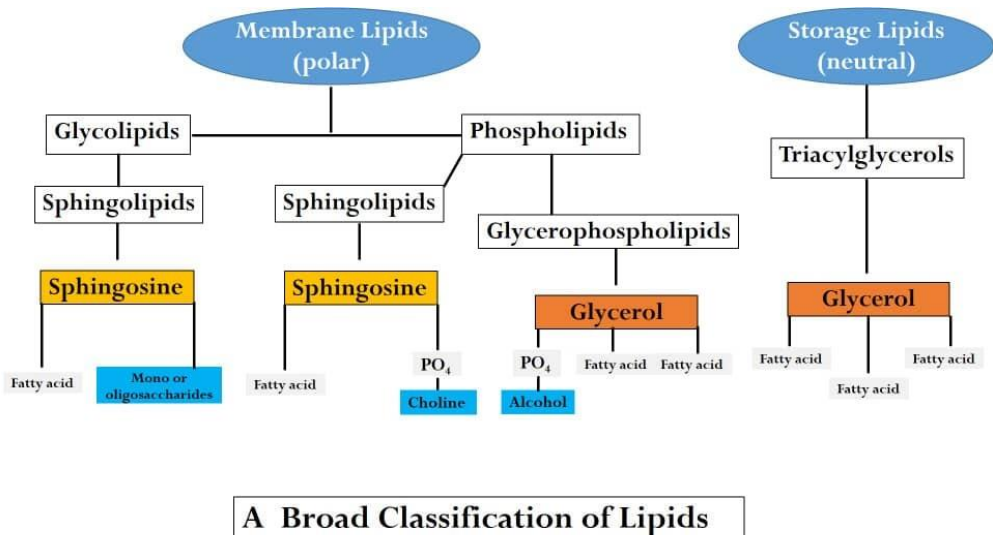 Membrane Lipids
(polar)
Storage Lipids
(neutral)
Glycolipids
Phospholipids
Triacylglycerols
Sphingolipids
Sphingolipids
Glycerophospholipids
Sphingosine
Sphingosine
Glycerol
Glycerol
Fatty acid
Mono or
oligosaccharides
Fatty acid
PO4
Choline
PO4
Alcohol
Fatty acid
Fatty acid
Fatty acid
Fatty acid
Fatty acid
A Broad Classification of Lipids